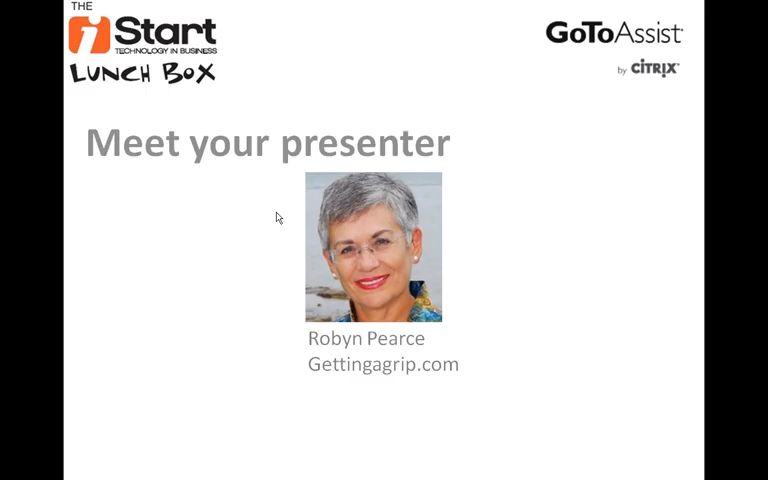 THE
iStart
TECHNOLOGY IN BUSINESS
LUNCH BOX
GoToAssist
by CITRIX
Meet your presenter
Robyn Pearce
Gettingagrip.com